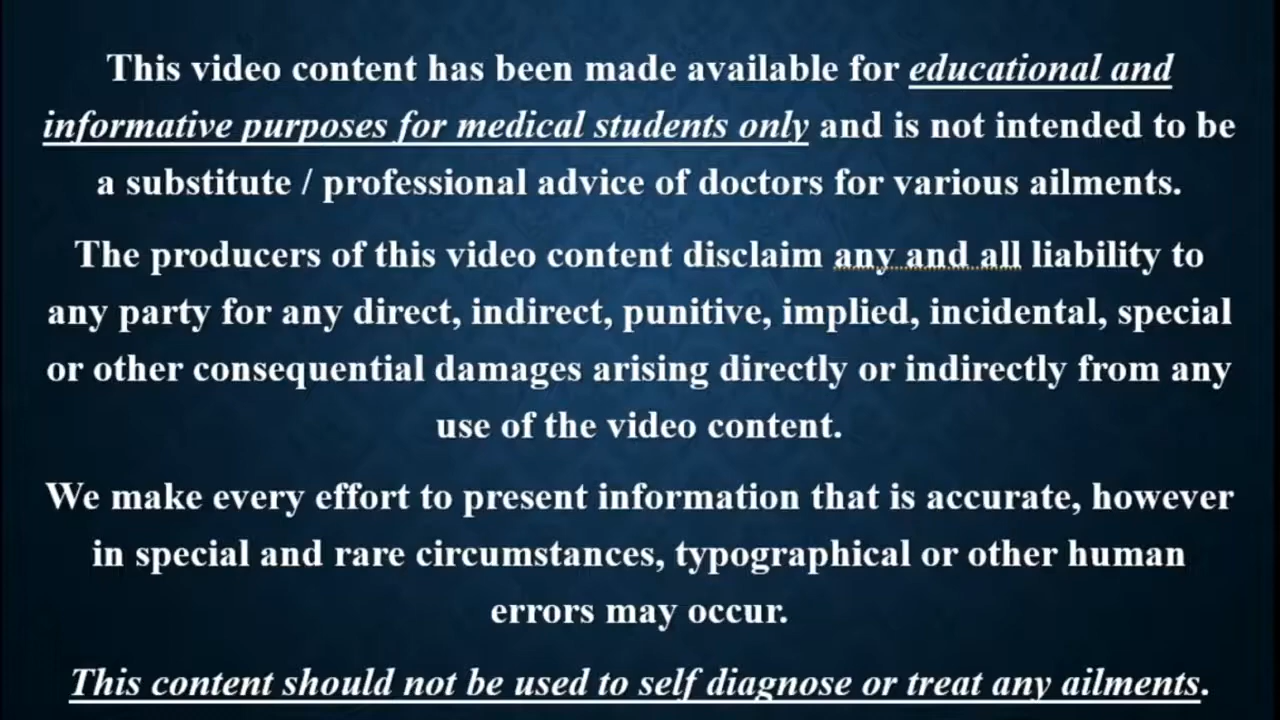 This video content has been made available for educational and
informative purposes for medical students only and is not intended to be
a substitute / professional advice of doctors for various ailments.
The producers of this video content disclaim any and all liability to
any party for any direct, indirect, punitive, implied, incidental, special
or other consequential damages arising directly or indirectly from any
use of the video content.
We make every effort to present information that is accurate, however
in special and rare circumstances, typographical or other human
errors may occur.
This content should not be used to self diagnose or treat any ailments.